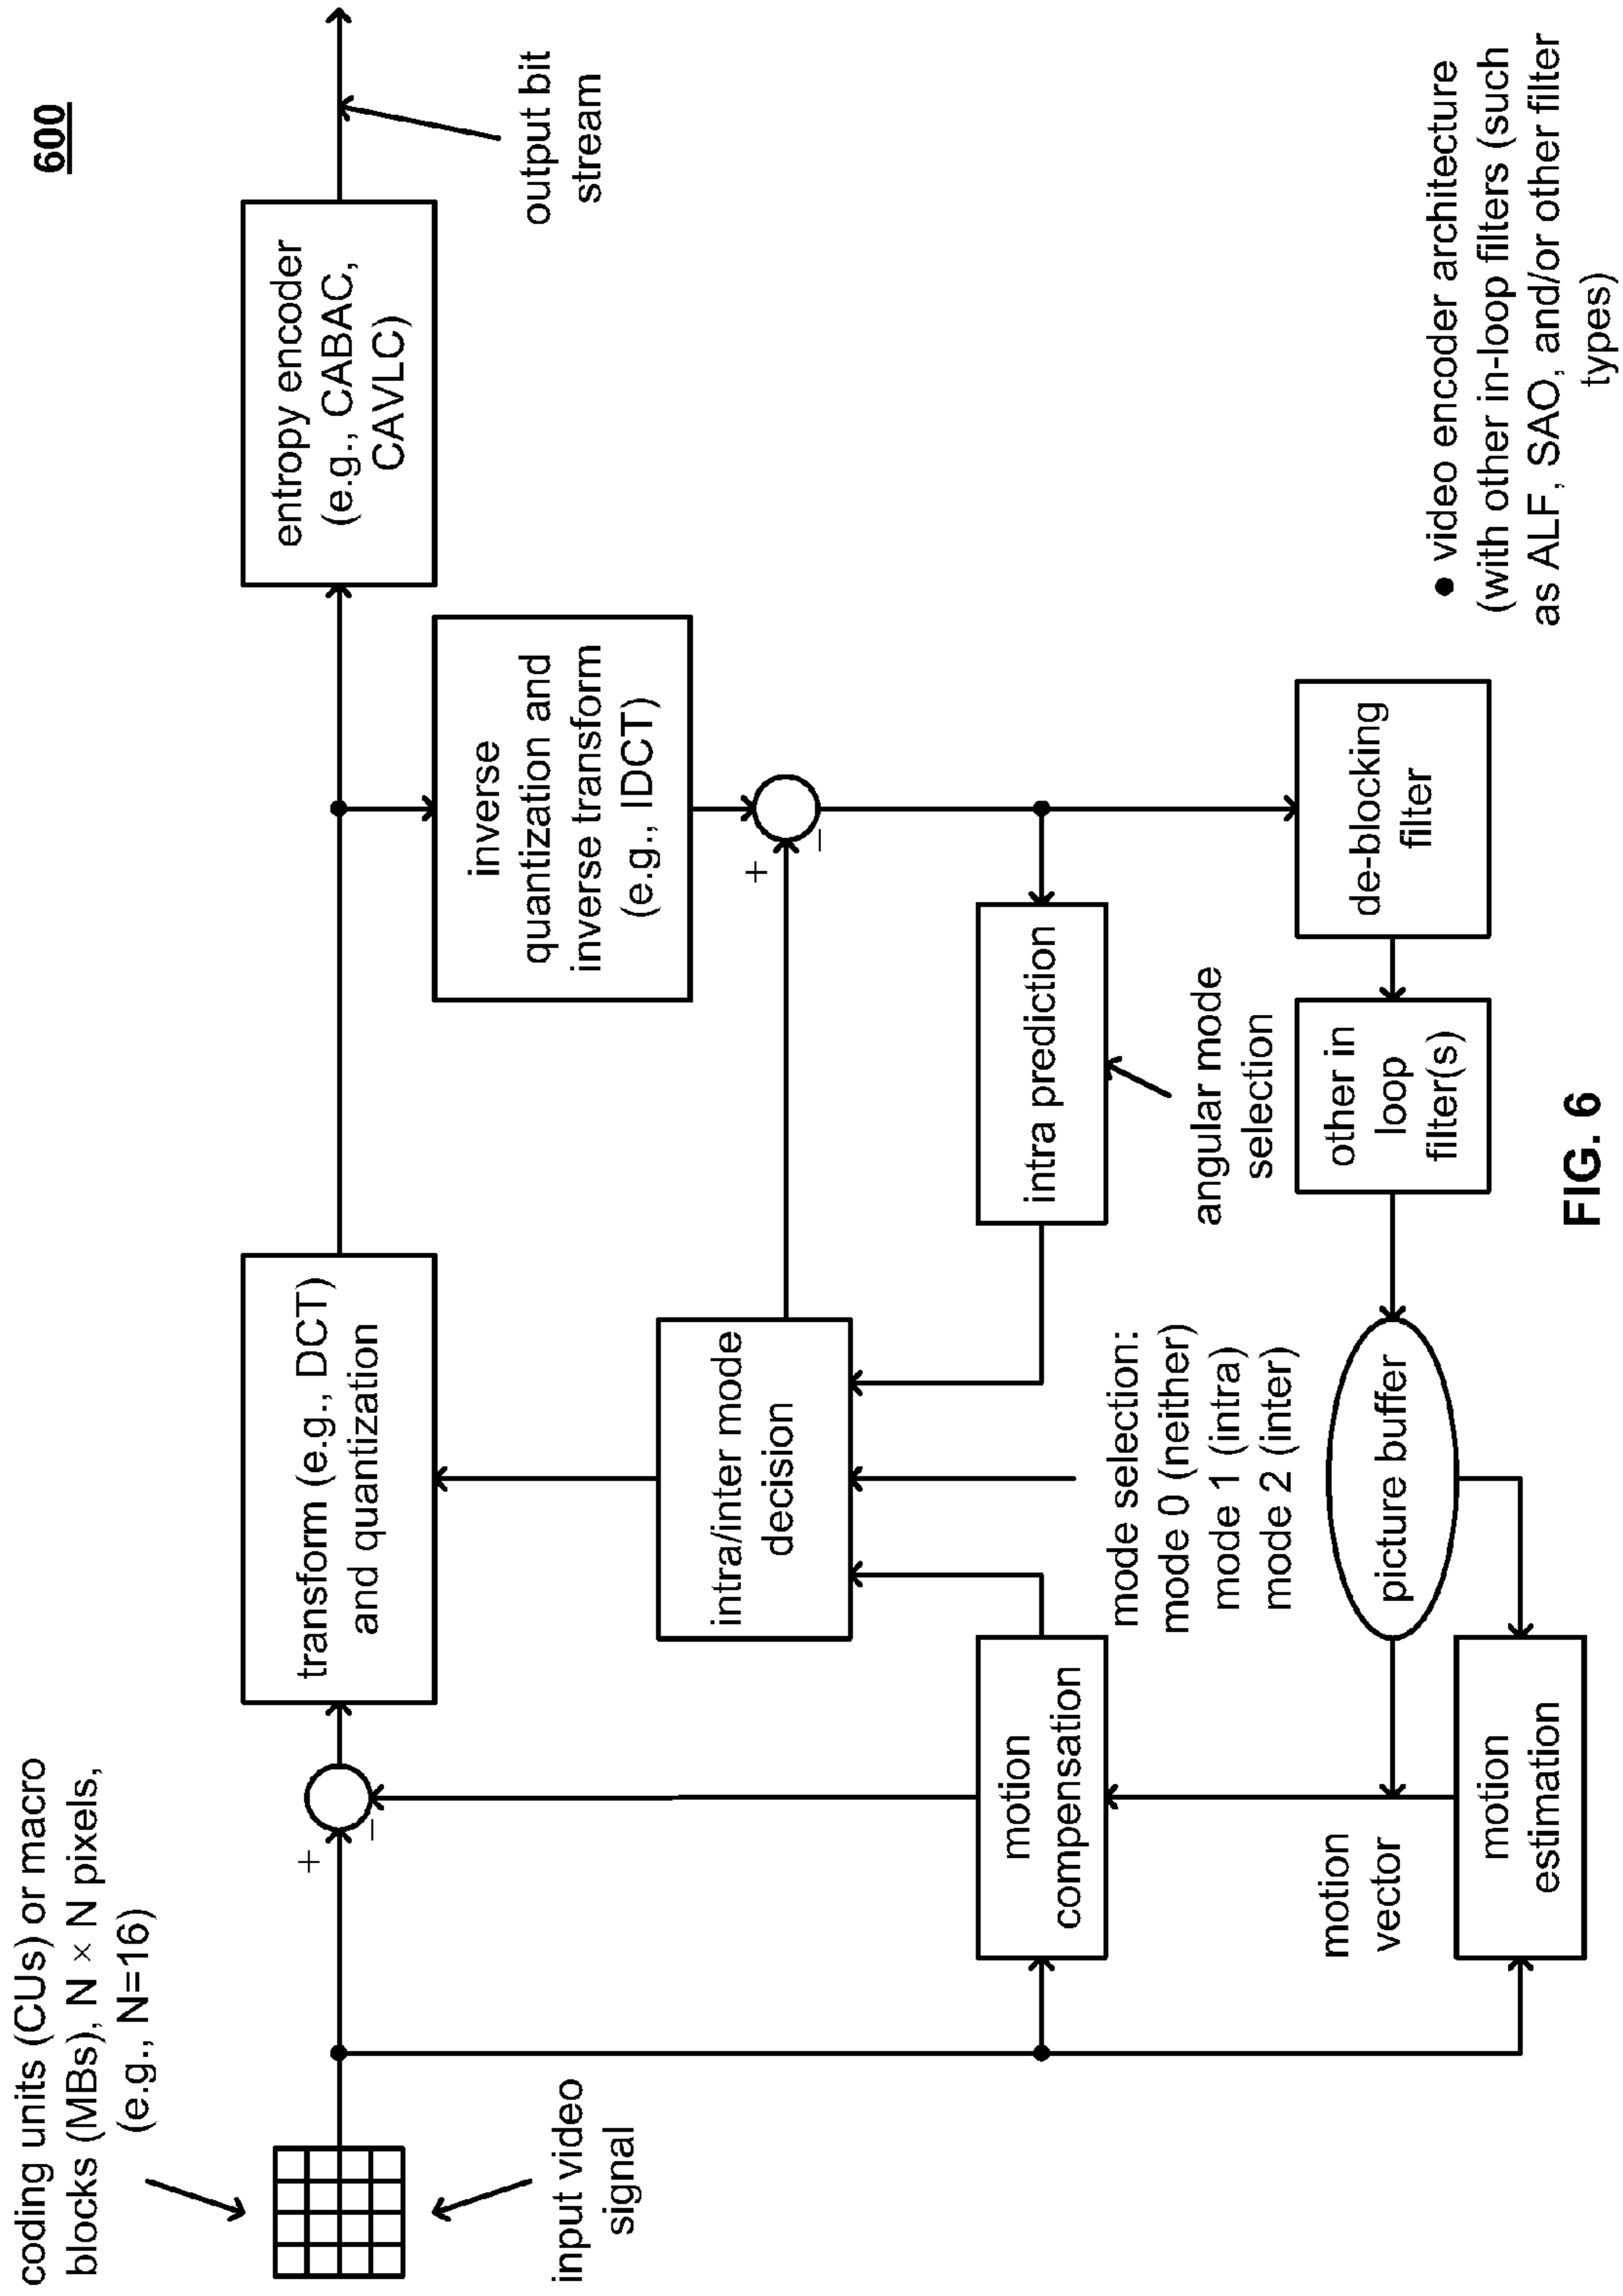 600
coding units (CUs) or macro
blocks (MBs), N × N pixels,
(e.g., N=16)
input video
signal
+
−
transform (e.g., DCT)
and quantization
entropy encoder
(e.g., CABAC,
CAVLC)
output bit
stream
inverse
quantization and
inverse transform
(e.g., IDCT)
+
−
intra/inter mode
decision
mode selection:
mode 0 (neither)
mode 1 (intra)
mode 2 (inter)
intra prediction
angular mode
selection
motion
compensation
motion
vector
motion
estimation
picture buffer
other in
loop
filter(s)
de-blocking
filter
● video encoder architecture
(with other in-loop filters (such
as ALF, SAO, and/or other filter
types)
FIG. 6